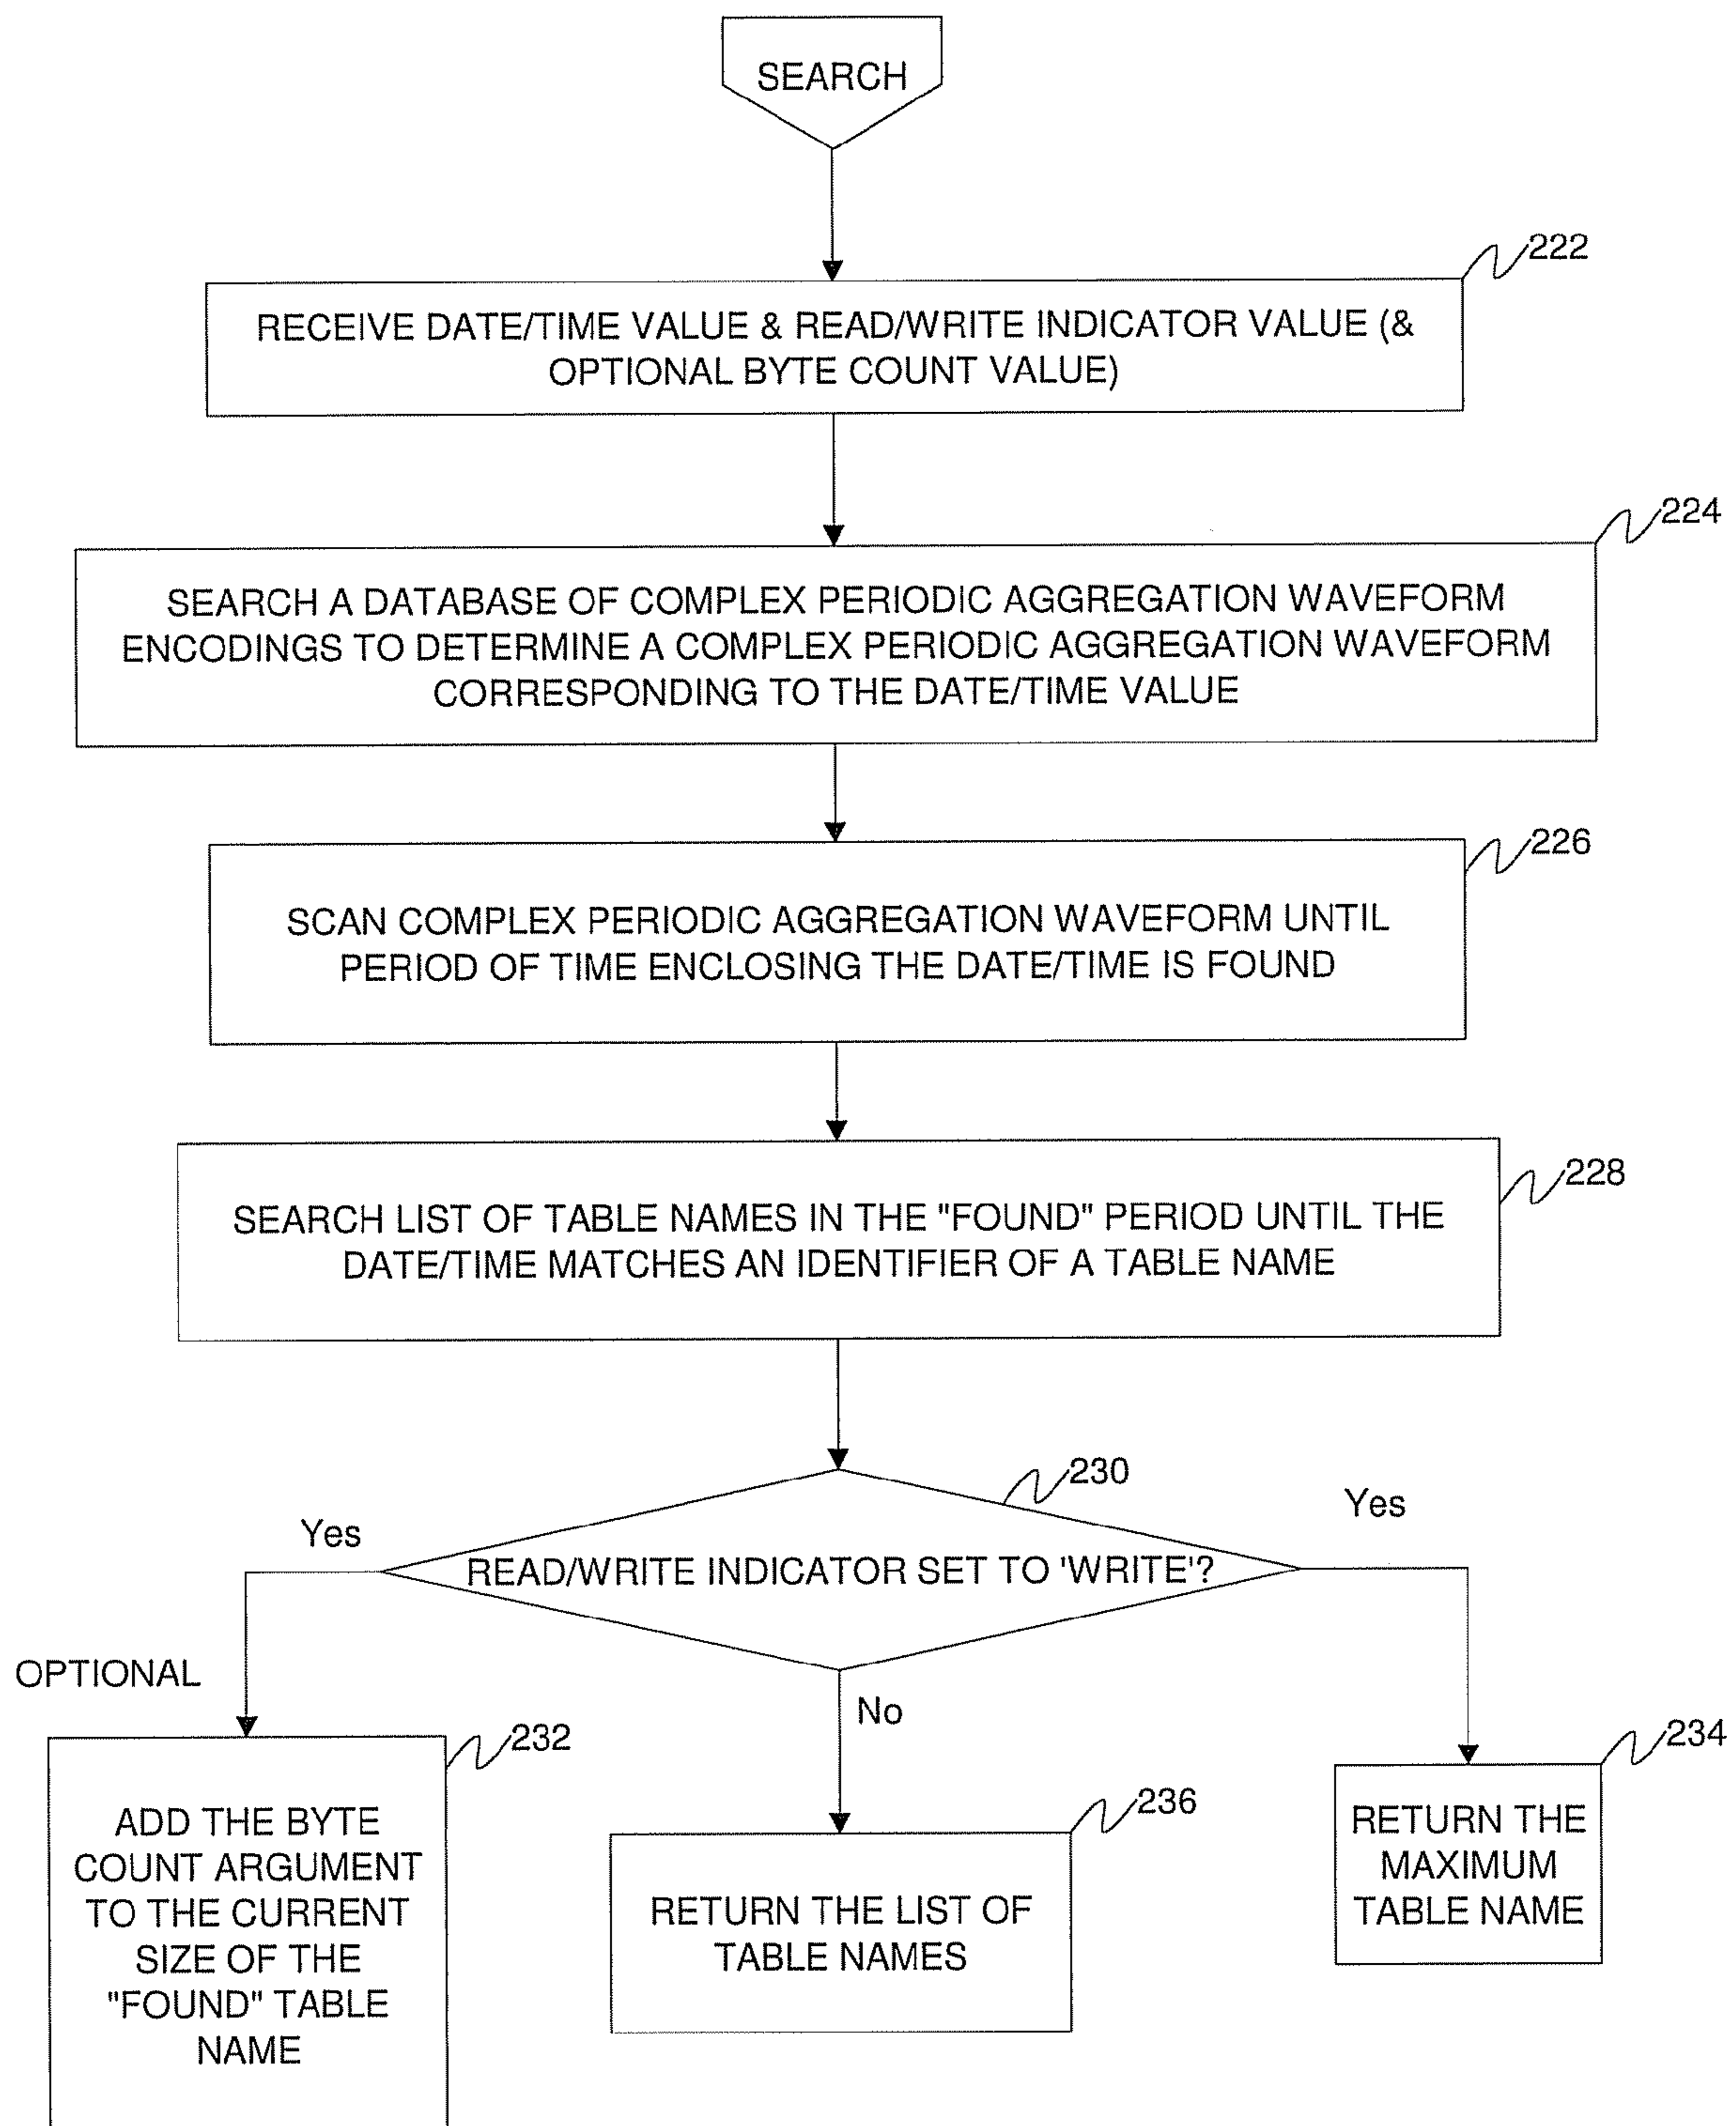 SEARCH
222
RECEIVE DATE/TIME VALUE & READ/WRITE INDICATOR VALUE (&
OPTIONAL BYTE COUNT VALUE)
224
SEARCH A DATABASE OF COMPLEX PERIODIC AGGREGATION WAVEFORM
ENCODINGS TO DETERMINE A COMPLEX PERIODIC AGGREGATION WAVEFORM
CORRESPONDING TO THE DATE/TIME VALUE
226
SCAN COMPLEX PERIODIC AGGREGATION WAVEFORM UNTIL
PERIOD OF TIME ENCLOSING THE DATE/TIME IS FOUND
228
SEARCH LIST OF TABLE NAMES IN THE "FOUND" PERIOD UNTIL THE
DATE/TIME MATCHES AN IDENTIFIER OF A TABLE NAME
230
Yes
Yes
READ/WRITE INDICATOR SET TO 'WRITE'?
OPTIONAL
No
232
ADD THE BYTE
COUNT ARGUMENT
TO THE CURRENT
SIZE OF THE
"FOUND" TABLE
NAME
236
RETURN THE LIST OF
TABLE NAMES
234
RETURN THE
MAXIMUM
TABLE NAME